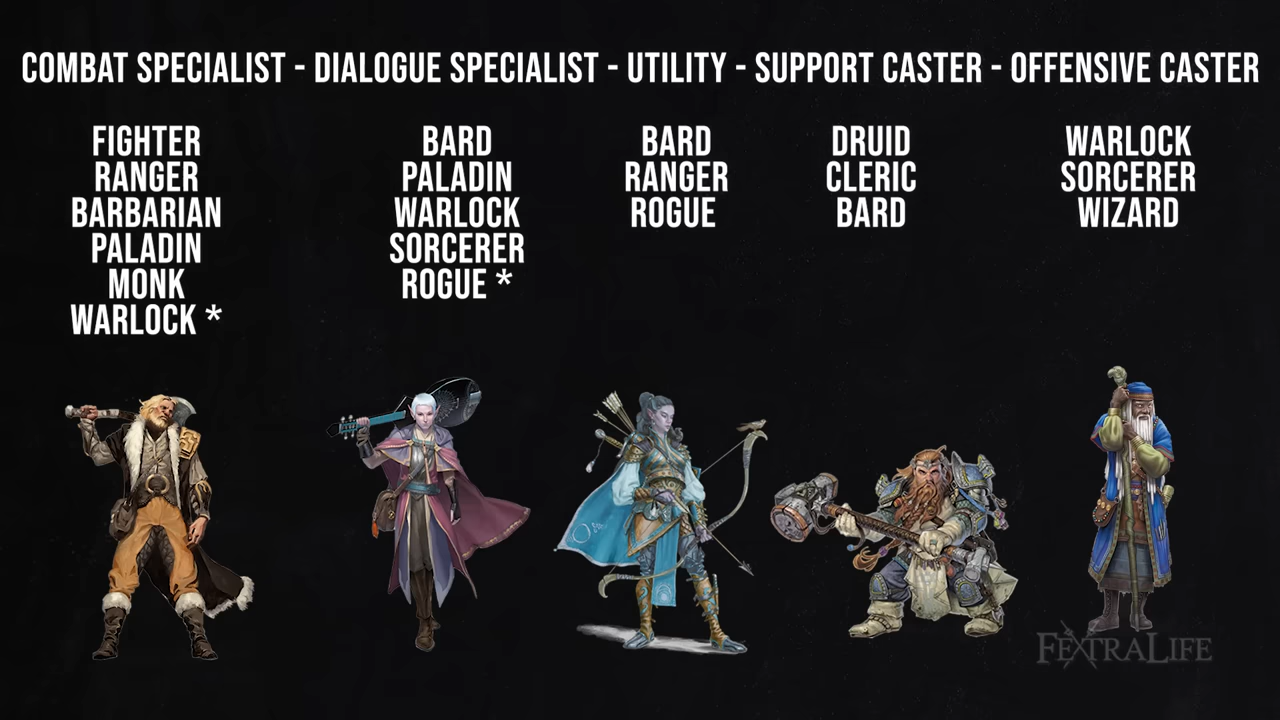 COMBAT SPECIALIST - DIALOGUE SPECIALIST - UTILITY - SUPPORT CASTER - OFFENSIVE CASTER
FIGHTER
RANGER
BARBARIAN
PALADIN
MONK
WARLOCK *
BARD
PALADIN
WARLOCK
SORCERER
ROGUE *
BARD
RANGER
ROGUE
DRUID
CLERIC
BARD
WARLOCK
SORCERER
WIZARD
FEXTRALIFE